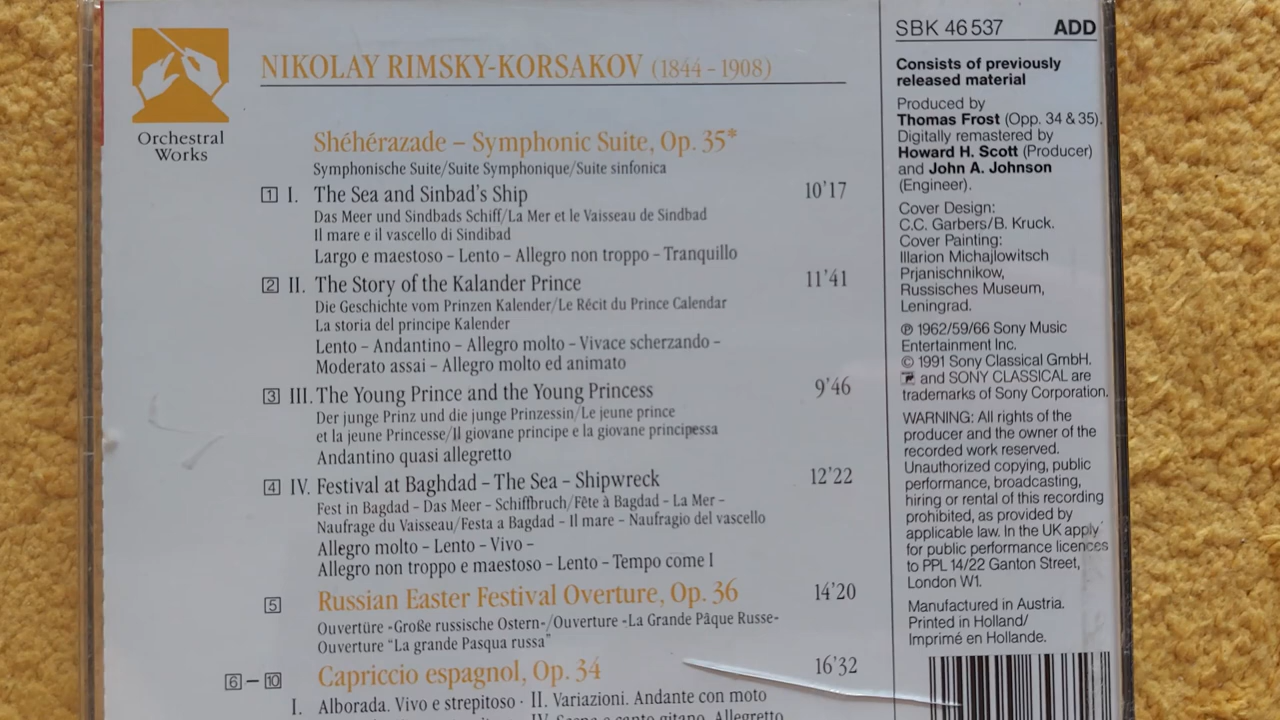 Orchestral
Works
NIKOLAY RIMSKY-KORSAKOV (1844 – 1908)
Shéhérazade – Symphonic Suite, Op. 35*
Symphonische Suite/Suite Symphonique/Suite sinfonica
1 I. The Sea and Sinbad's Ship 10'17
Das Meer und Sindbads Schiff/La Mer et le Vaisseau de Sindbad
Il mare e il vascello di Sindibad
Largo e maestoso – Lento – Allegro non troppo – Tranquillo
2 II. The Story of the Kalander Prince 11'41
Die Geschichte vom Prinzen Kalender/Le Récit du Prince Calendar
La storia del principe Kalender
Lento – Andantino – Allegro molto – Vivace scherzando –
Moderato assai – Allegro molto ed animato
3 III. The Young Prince and the Young Princess 9'46
Der junge Prinz und die junge Prinzessin/Le jeune prince
et la jeune Princesse/Il giovane principe e la giovane principessa
Andantino quasi allegretto
4 IV. Festival at Baghdad – The Sea – Shipwreck 12'22
Fest in Bagdad – Das Meer – Schiffbruch/Fête à Bagdad – La Mer –
Naufrage du Vaisseau/Festa a Bagdad – Il mare – Naufragio del vascello
Allegro molto – Lento – Vivo –
Allegro non troppo e maestoso – Lento – Tempo come I
5 Russian Easter Festival Overture, Op. 36 14'20
Ouvertüre «Große russische Ostern»/Ouverture «La Grande Pâque Russe»
Ouverture “La grande Pasqua russa”
6 – 10 Capriccio espagnol, Op. 34 16'32
I. Alborada. Vivo e strepitoso · II. Variazioni. Andante con moto
IV. Scena e canto gitano. Allegretto
SBK 46 537 ADD
Consists of previously
released material
Produced by
Thomas Frost (Opp. 34 & 35).
Digitally remastered by
Howard H. Scott (Producer)
and John A. Johnson
(Engineer).
Cover Design:
C.C. Garbers/B. Kruck.
Cover Painting:
Illarion Michajlowitsch
Prjanischnikow,
Russisches Museum,
Leningrad.
℗ 1962/59/66 Sony Music
Entertainment Inc.
© 1991 Sony Classical GmbH.
and SONY CLASSICAL are
trademarks of Sony Corporation.
WARNING: All rights of the
producer and the owner of the
recorded work reserved.
Unauthorized copying, public
performance, broadcasting,
hiring or rental of this recording
prohibited, as provided by
applicable law. In the UK apply
for public performance licences
to PPL 14/22 Ganton Street,
London W1.
Manufactured in Austria.
Printed in Holland/
Imprimé en Hollande.